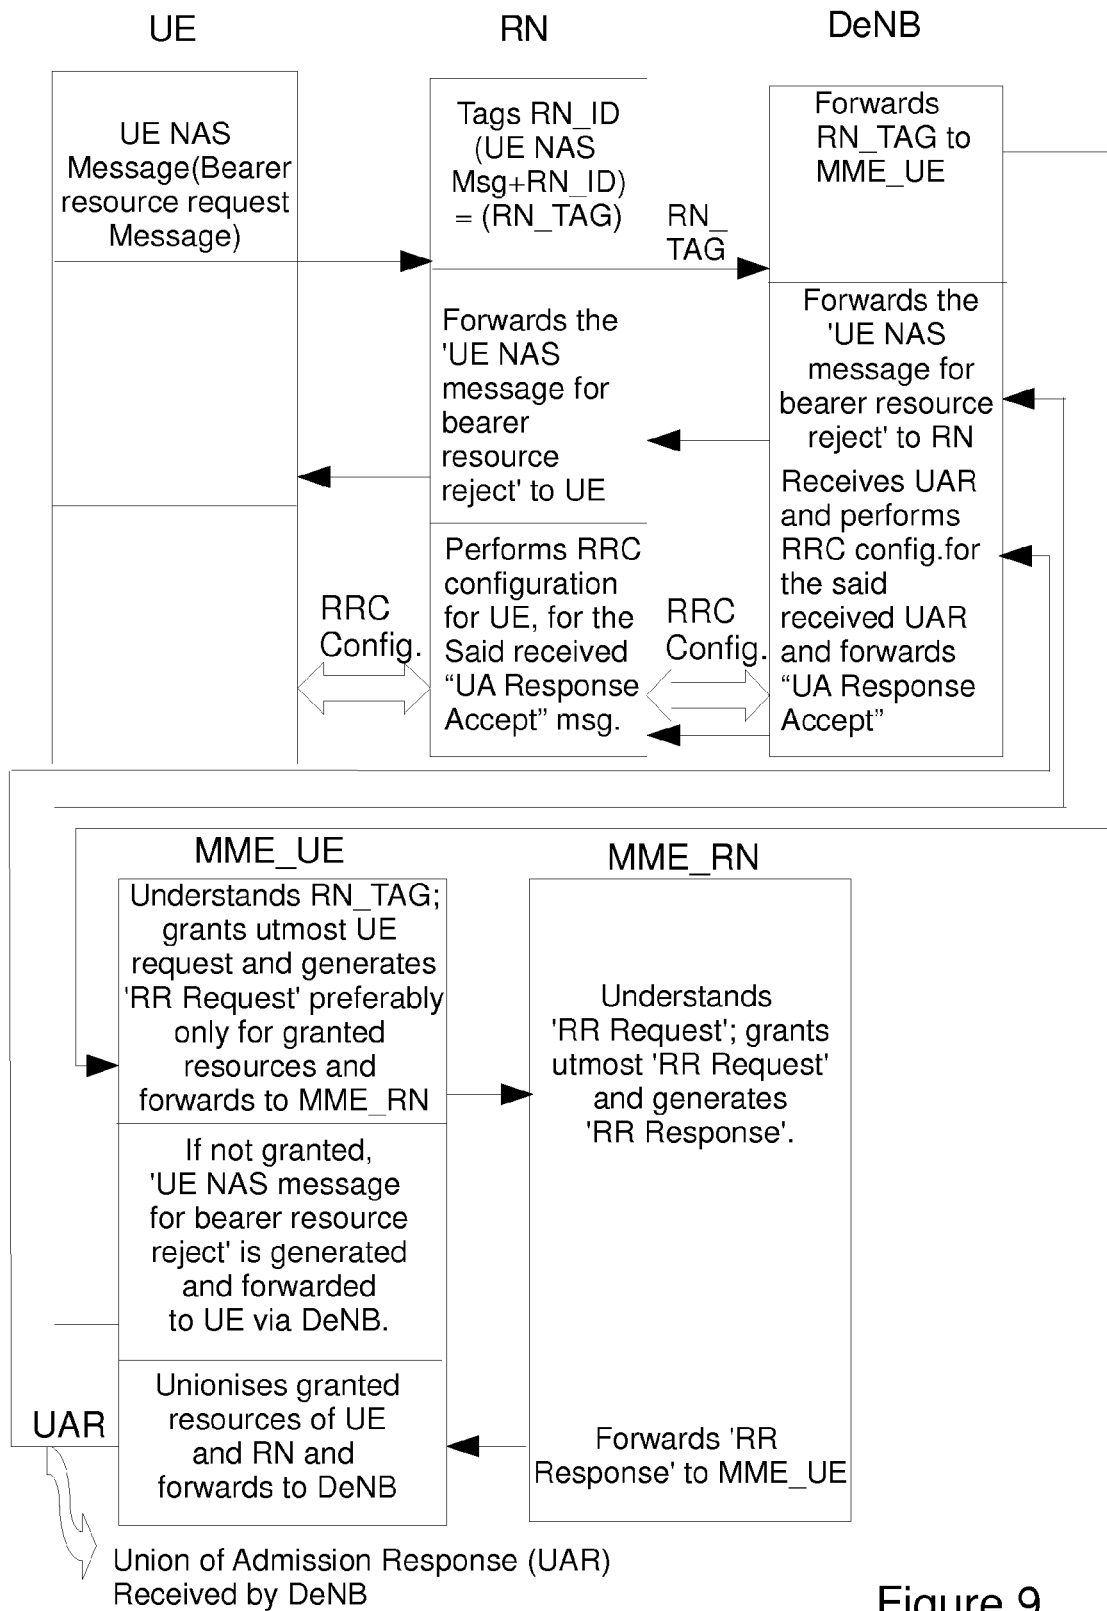 UE
RN
DeNB
UE NAS
Message(Bearer
resource request
Message)
Tags RN_ID
(UE NAS
Msg+RN_ID)
= (RN_TAG)
RN_
TAG
Forwards
RN_TAG to
MME_UE
Forwards the
'UE NAS
message for
bearer
resource
reject' to UE
Forwards the
'UE NAS
message for
bearer resource
reject' to RN
Receives UAR
and performs
RRC config.for
the said
received UAR
and forwards
“UA Response
Accept”
Performs RRC
configuration
for UE, for the
Said received
“UA Response
Accept” msg.
RRC
Config.
RRC
Config.
MME_UE
MME_RN
Understands RN_TAG;
grants utmost UE
request and generates
'RR Request' preferably
only for granted
resources and
forwards to MME_RN
Understands
'RR Request'; grants
utmost 'RR Request'
and generates
'RR Response'.
If not granted,
'UE NAS message
for bearer resource
reject' is generated
and forwarded
to UE via DeNB.
UAR
Unionises granted
resources of UE
and RN and
forwards to DeNB
Forwards 'RR
Response' to MME_UE
Union of Admission Response (UAR)
Received by DeNB
Figure 9